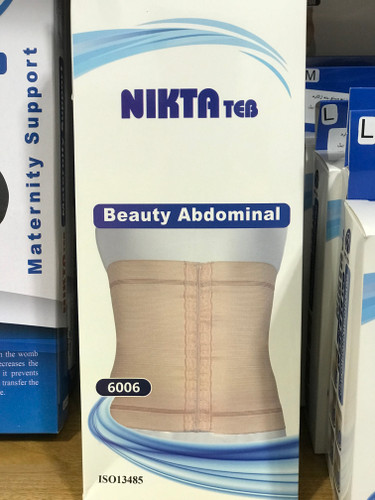 NIKTA TEB
Beauty Abdominal
6006
ISO13485
Maternity Support
n the womb
ecreases the
it prevents
transfer the
e.
M
L
L